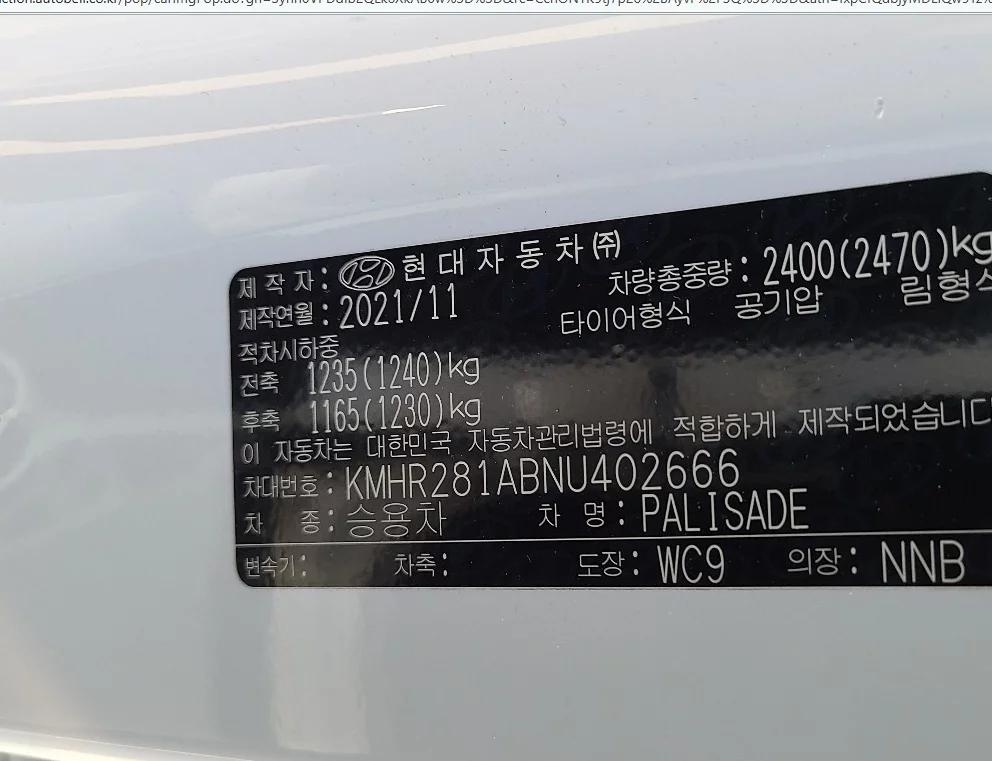 제 작 자 : 현 대 자 동 차 ㈜
차량총중량 : 2400(2470)kg
제작연월 : 2021/11
타이어형식 공기압 림형식
적차시하중
전축 1235(1240)kg
후축 1165(1230)kg
이 자동차는 대한민국 자동차관리법령에 적합하게 제작되었습니다
차대번호 : KMHR281ABNU402666
차 종 : 승용차 차 명 : PALISADE
변속기 : 차축 : 도장 : WC9 의장 : NNB